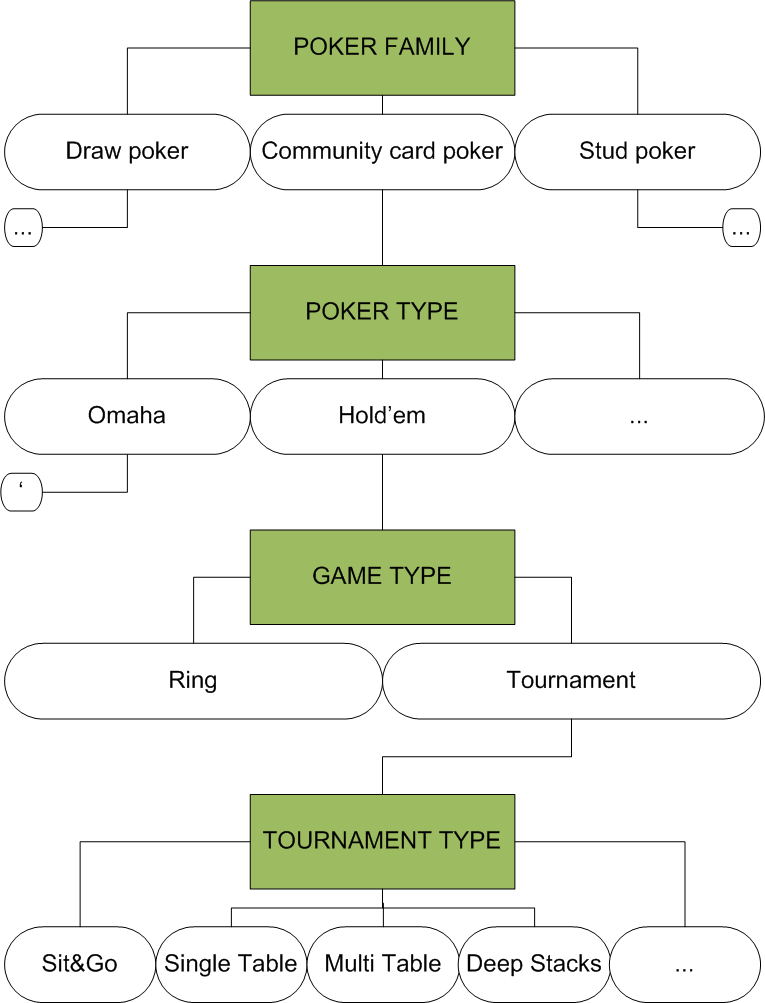 POKER FAMILY
Draw poker
Community card poker
Stud poker
...
...
POKER TYPE
Omaha
Hold’em
...
‘
GAME TYPE
Ring
Tournament
TOURNAMENT TYPE
Sit&Go
Single Table
Multi Table
Deep Stacks
...